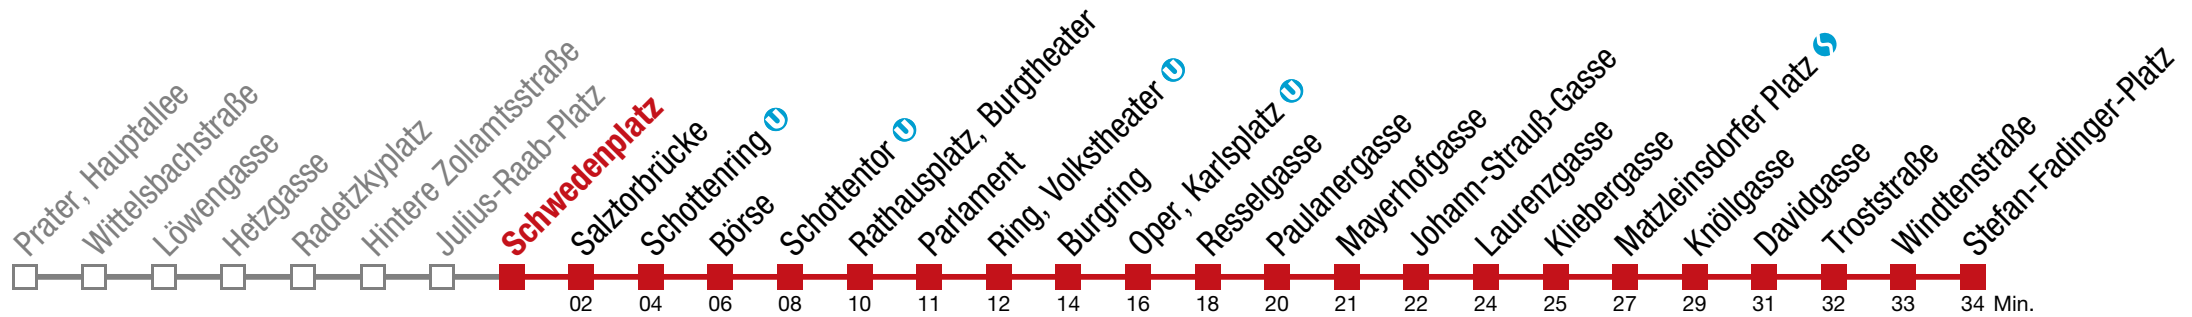 Prater, Hauptallee
Wittelsbachstraße
Löwengasse
Hetzgasse
Radetzkyplatz
Hintere Zollamtsstraße
Julius-Raab-Platz
Schwedenplatz
Salztorbrücke
Schottenring U
Börse
Schottentor U
Rathausplatz, Burgtheater
Parlament
Ring, Volkstheater U
Burgring
Oper, Karlsplatz U
Resselgasse
Paulanergasse
Mayerhofgasse
Johann-Strauß-Gasse
Laurenzgasse
Kliebergasse
Matzleinsdorfer Platz S
Knöllgasse
Davidgasse
Troststraße
Windtenstraße
Stefan-Fadinger-Platz
02 04 06 08 10 11 12 14 16 18 20 21 22 24 25 27 29 31 32 33 34 Min.